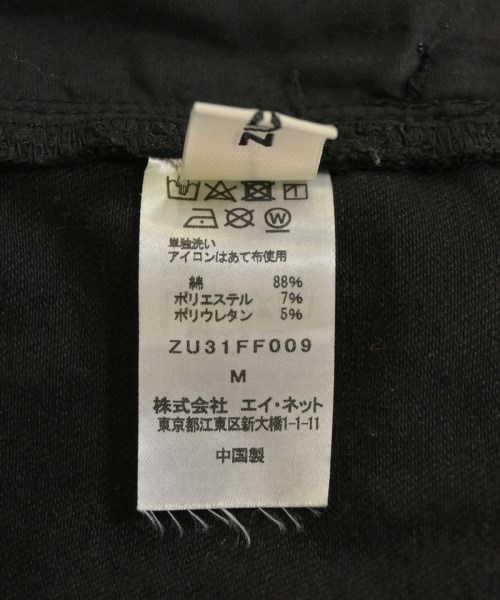 ZUC
単独洗い
アイロンはあて布使用
綿 88%
ポリエステル 7%
ポリウレタン 5%
ZU31FF009
M
株式会社 エイ・ネット
東京都江東区新大橋1-1-11
中国製